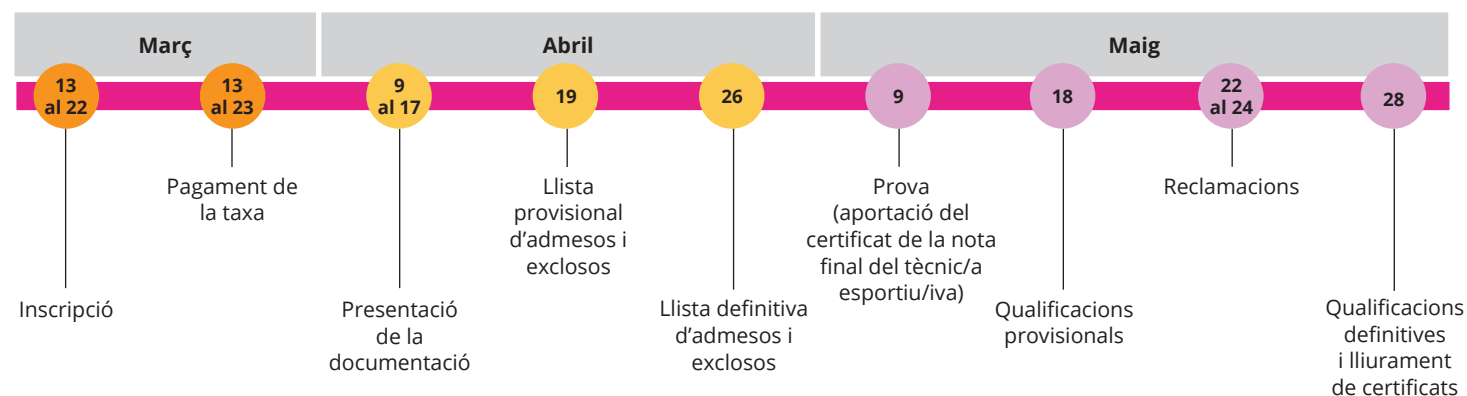 Març
Abril
Maig
13
al 22
13
al 23
9
al 17
19
26
9
18
22
al 24
28
Inscripció
Pagament de
la taxa
Presentació
de la
documentació
Llista
provisional
d’admesos i
exclosos
Llista definitiva
d’admesos i
exclosos
Prova
(aportació del
certificat de la nota
final del tècnic/a
esportiu/iva)
Qualificacions
provisionals
Reclamacions
Qualificacions
definitives
i lliurament
de certificats